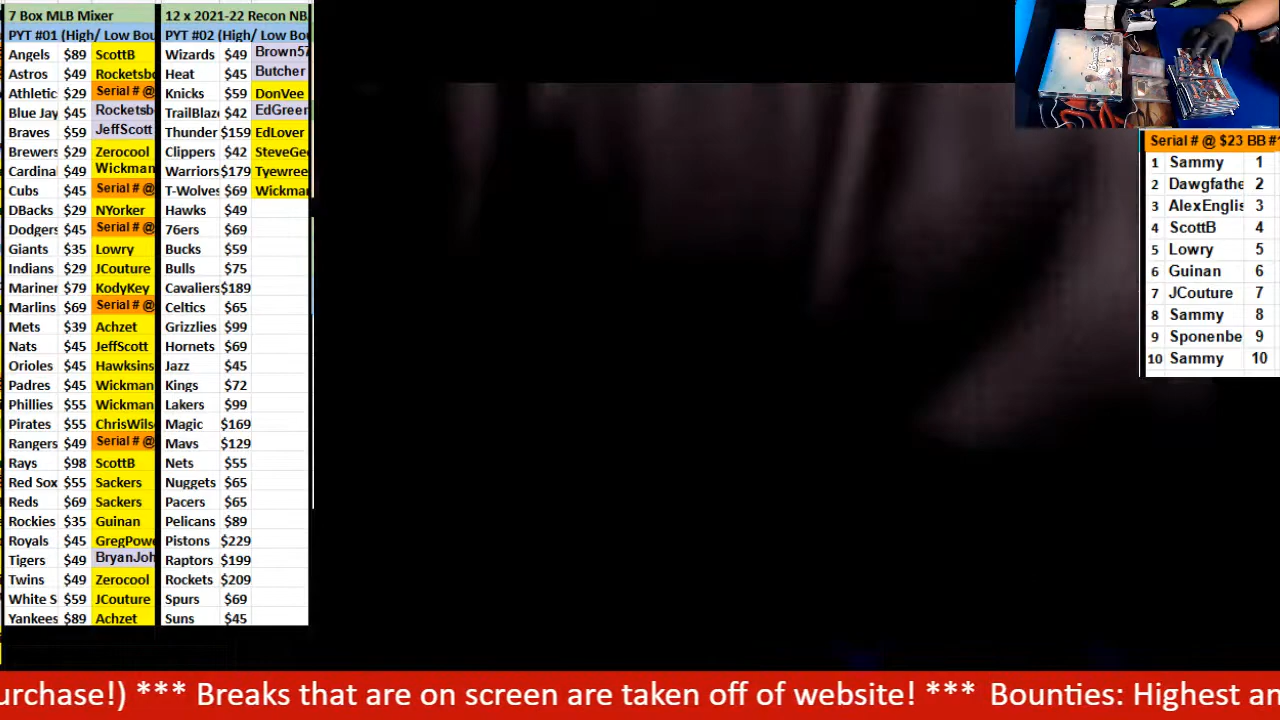 7 Box MLB Mixer
PYT #01 (High/ Low Bou
Angels $89 ScottB
Astros $29 Rocketsbo
Athletic $29 Serial # @
Blue Jay $45 Rocketsb
Braves $59 JeffScott
Brewers $29 Zerocool
Cardina $49 Wickman
Cubs $45 Serial # @
DBacks $29 NYorker
Dodgers $45 Serial # @
Giants $35 Lowry
Indians $29 JCouture
Mariner $79 KodyKey
Marlins $69 Serial # @
Mets $39 Achzet
Nats $45 JeffScott
Orioles $45 Hawksins
Padres $45 Wickman
Phillies $55 Wickman
Pirates $55 ChrisWils
Rangers $49 Serial # @
Rays $98 ScottB
Red Sox $55 Sackers
Reds $69 Sackers
Rockies $35 Guinan
Royals $45 GregPow
Tigers $49 BryanJoh
Twins $49 Zerocool
White S $59 JCouture
Yankees $89 Achzet
12 x 2021-22 Recon NB
PYT #02 (High/ Low Bou
Wizards $49 Brown57
Heat $45 Butcher
Knicks $59 DonVee
TrailBlaz $42 EdGreen
Thunder $159 EdLover
Clippers $42 SteveGe
Warriors $179 Tyewree
T-Wolves $69 Wickman
Hawks $49
76ers $69
Bucks $59
Bulls $75
Cavaliers $189
Celtics $65
Grizzlies $99
Hornets $69
Jazz $45
Kings $72
Lakers $99
Magic $169
Mavs $129
Nets $55
Nuggets $65
Pacers $65
Pelicans $89
Pistons $229
Raptors $199
Rockets $209
Spurs $69
Suns $45
Serial # @ $23 BB #
1 Sammy 1
2 Dawgfathe 2
3 AlexEnglis 3
4 ScottB 4
5 Lowry 5
6 Guinan 6
7 JCouture 7
8 Sammy 8
9 Sponenbe 9
10 Sammy 10
urchase!) *** Breaks that are on screen are taken off of website! *** Bounties: Highest an